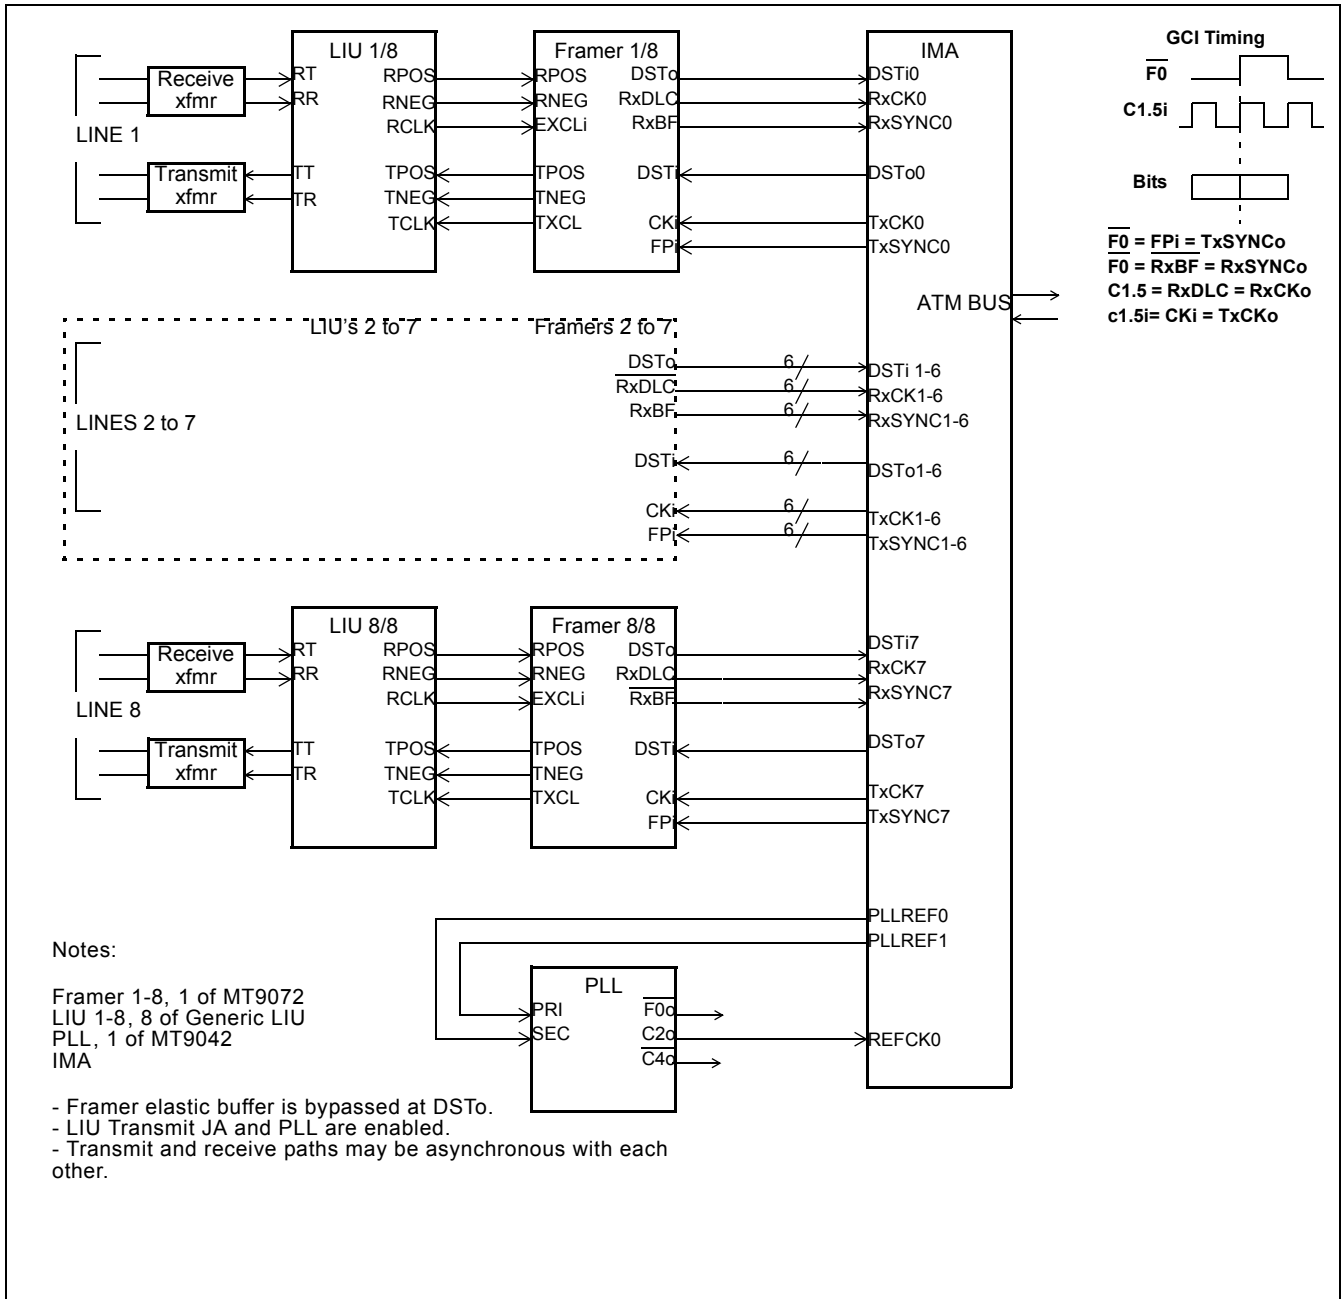 LIU 1/8
Framer 1/8
IMA
GCI Timing
Receive
xfmr
RT
RR
RPOS
RNEG
RCLK
RPOS
RNEG
EXCLi
DSTo
RxDLC
RxBF
DSTi0
RxCK0
RxSYNC0
F0
C1.5i
LINE 1
Transmit
xfmr
TT
TR
TPOS
TNEG
TCLK
TPOS
TNEG
TXCL
DSTi
CKi
FPi
DSTo0
TxCK0
TxSYNC0
Bits
F0 = FPi = TxSYNCo
F0 = RxBF = RxSYNCo
C1.5 = RxDLC = RxCKo
c1.5i= CKi = TxCKo
ATM BUS
LIU's 2 to 7
Framers 2 to 7
LINES 2 to 7
DSTo
RxDLC
RxBF
DSTi
CKi
FPi
6
6
6
6
6
6
DSTi 1-6
RxCK1-6
RxSYNC1-6
DSTo1-6
TxCK1-6
TxSYNC1-6
LIU 8/8
Framer 8/8
Receive
xfmr
RT
RR
RPOS
RNEG
RCLK
RPOS
RNEG
EXCLi
DSTo
RxDLC
RxBF
DSTi7
RxCK7
RxSYNC7
LINE 8
Transmit
xfmr
TT
TR
TPOS
TNEG
TCLK
TPOS
TNEG
TXCL
DSTi
CKi
FPi
DSTo7
TxCK7
TxSYNC7
PLLREF0
PLLREF1
PLL
PRI
SEC
F0o
C2o
C4o
REFCK0
Notes:
Framer 1-8, 1 of MT9072
LIU 1-8, 8 of Generic LIU
PLL, 1 of MT9042
IMA
- Framer elastic buffer is bypassed at DSTo.
- LIU Transmit JA and PLL are enabled.
- Transmit and receive paths may be asynchronous with each
other.